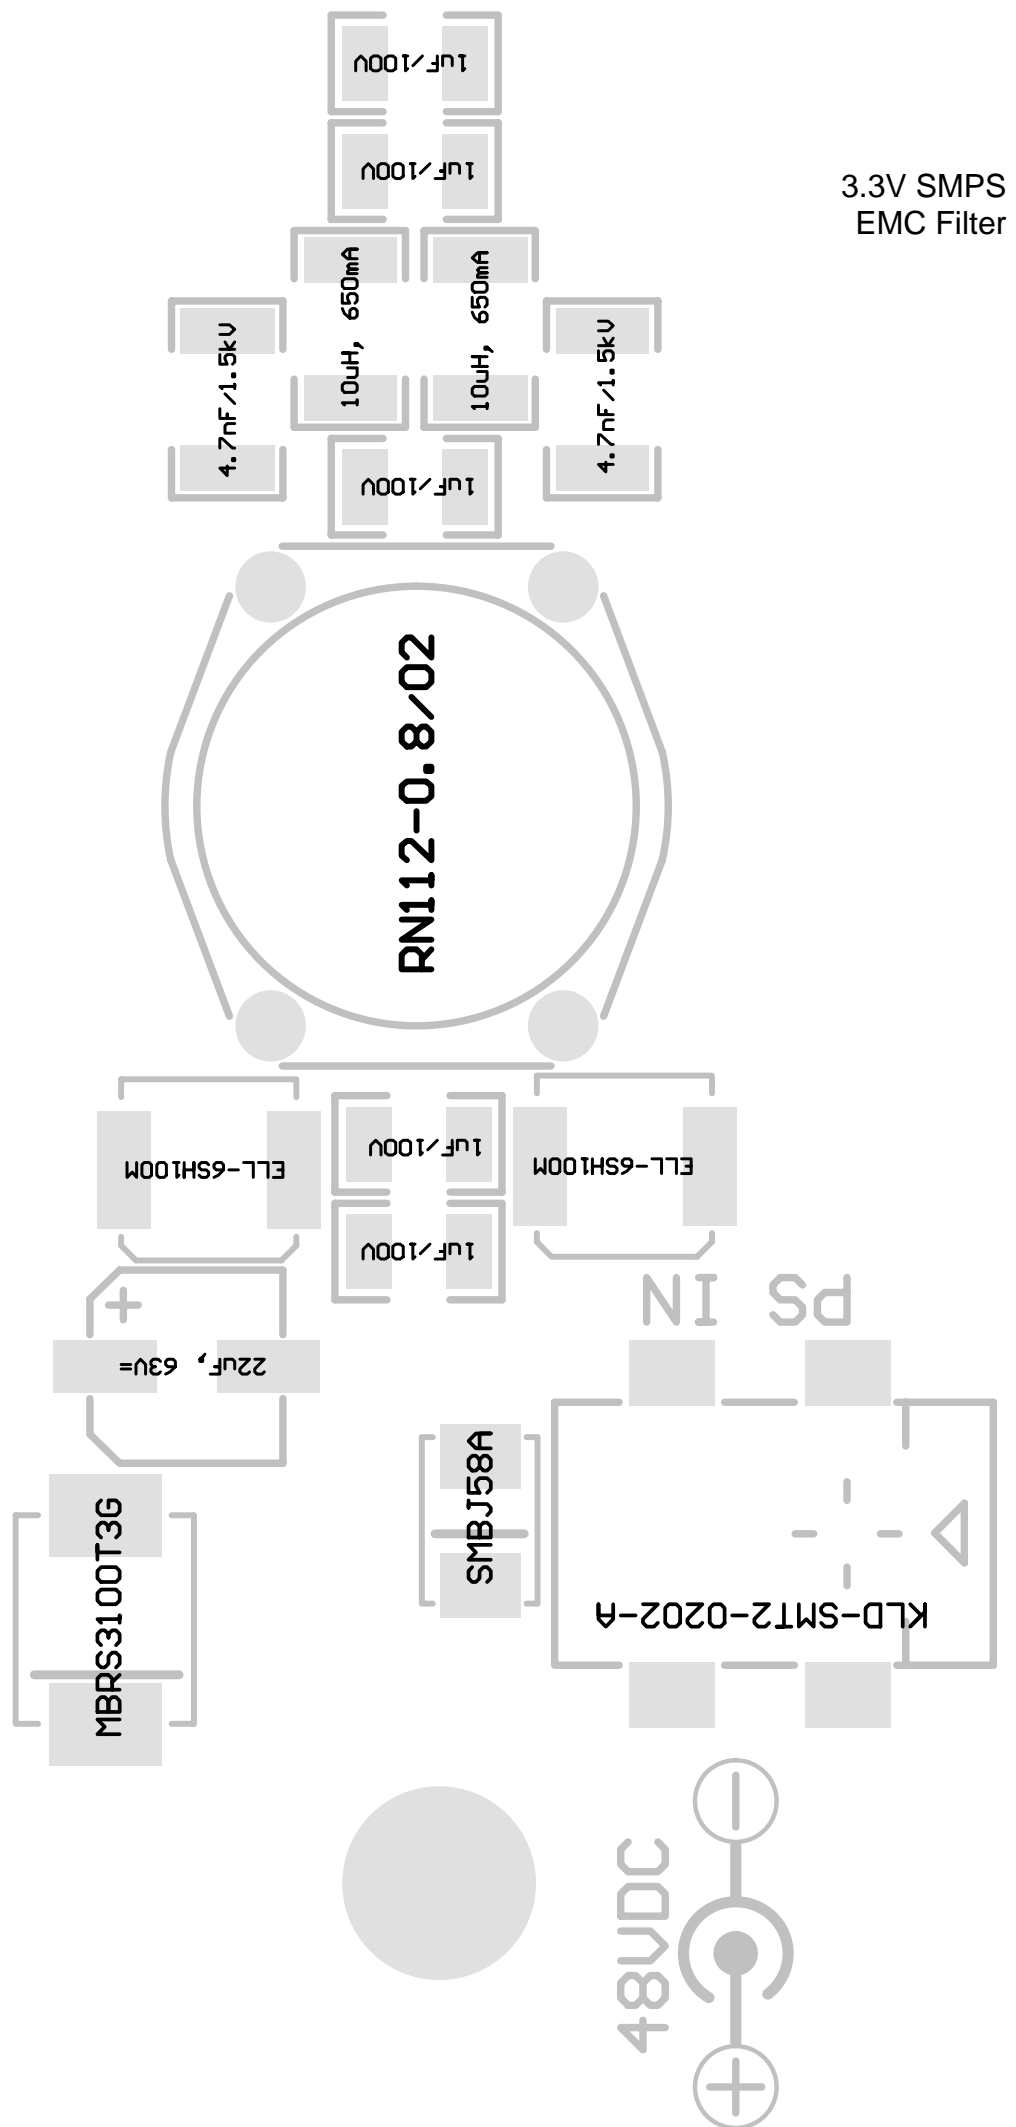 1uF/100V
1uF/100V
3.3V SMPS
EMC Filter
10uH, 650mA
10uH, 650mA
4.7nF/1.5kV
4.7nF/1.5kV
1uF/100V
RN112-0.8/02
ELL-6SH100M
1uF/100V
ELL-6SH100M
1uF/100V
PS IN
22uF, 63V=
SMBJ58A
MBRS3100T3G
KLD-SMT2-0202-A
48VDC